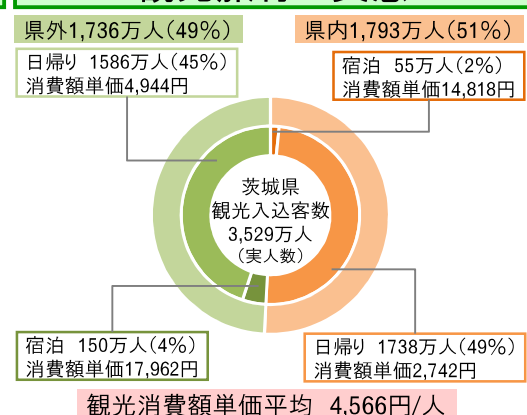 県外1,736万人(49%)
県内1,793万人(51%)
日帰り 1586万人(45%)
消費額単価4,944円
宿泊 55万人(2%)
消費額単価14,818円
茨城県
観光入込客数
3,529万人
(実人数)
宿泊 150万人(4%)
消費額単価17,962円
日帰り 1738万人(49%)
消費額単価2,742円
観光消費額単価平均 4,566円/人